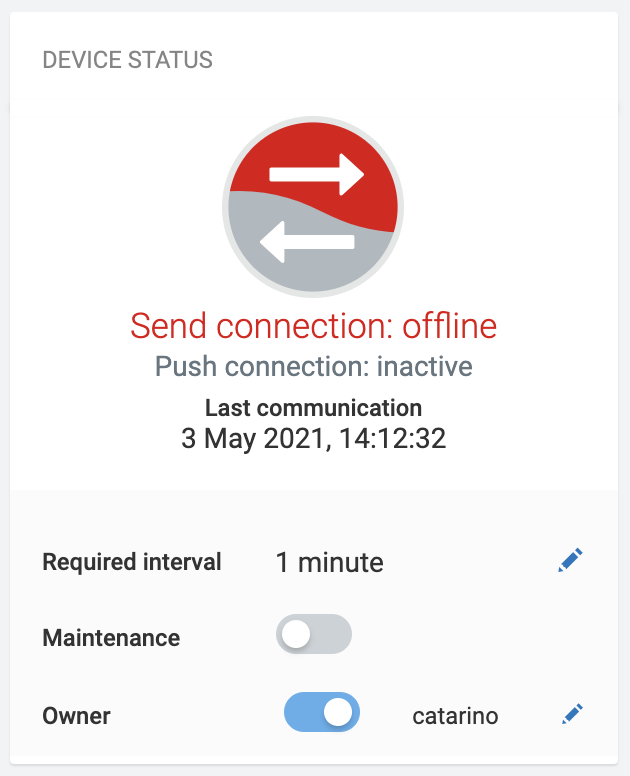 DEVICE STATUS
Send connection: offline
Push connection: inactive
Last communication
3 May 2021, 14:12:32
Required interval 1 minute
Maintenance
Owner catarino